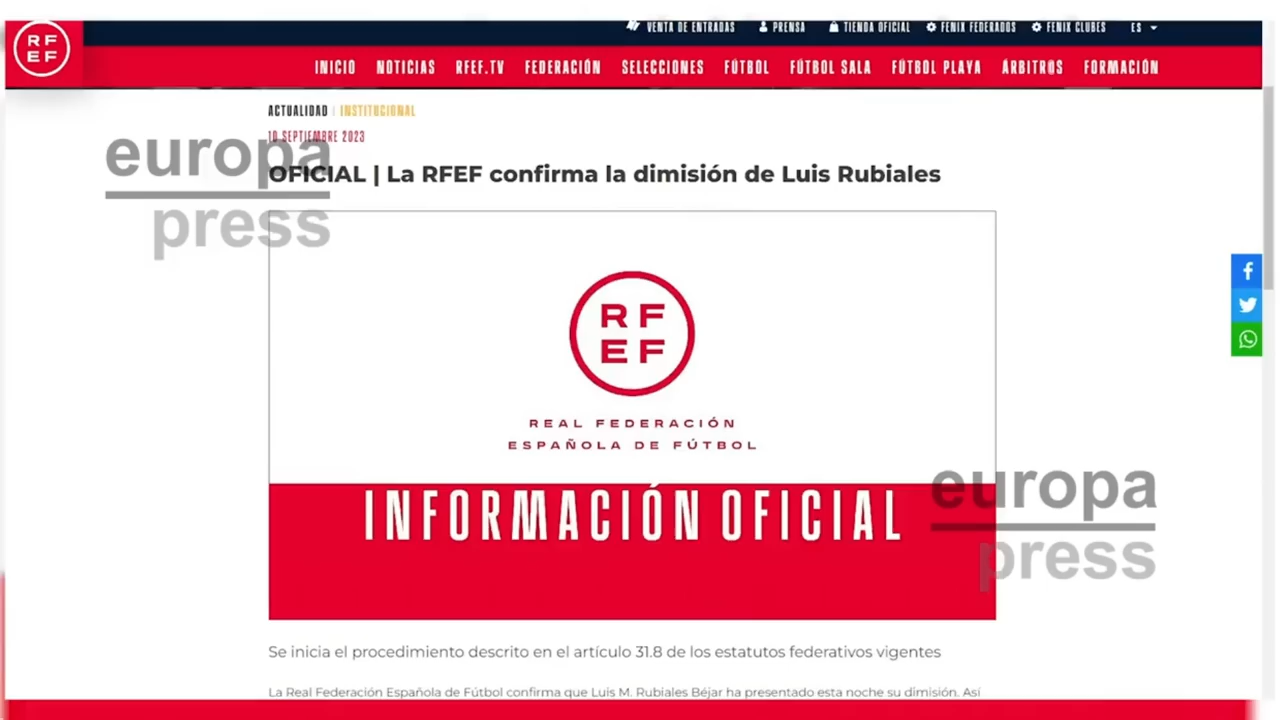 VENTA DE ENTRADAS PRENSA TIENDA OFICIAL FENIX FEDERADOS FENIX CLUBES ES
RF
EF
INICIO NOTICIAS RFEF.TV FEDERACIÓN SELECCIONES FÚTBOL FÚTBOL SALA FÚTBOL PLAYA ÁRBITROS FORMACIÓN
ACTUALIDAD | INSTITUCIONAL
10 SEPTIEMBRE 2023
europa
press
OFICIAL | La RFEF confirma la dimisión de Luis Rubiales
RF
EF
REAL FEDERACIÓN
ESPAÑOLA DE FÚTBOL
INFORMACIÓN OFICIAL
europa
press
Se inicia el procedimiento descrito en el artículo 31.8 de los estatutos federativos vigentes
La Real Federación Española de Fútbol confirma que Luis M. Rubiales Béjar ha presentado esta noche su dimisión. Así